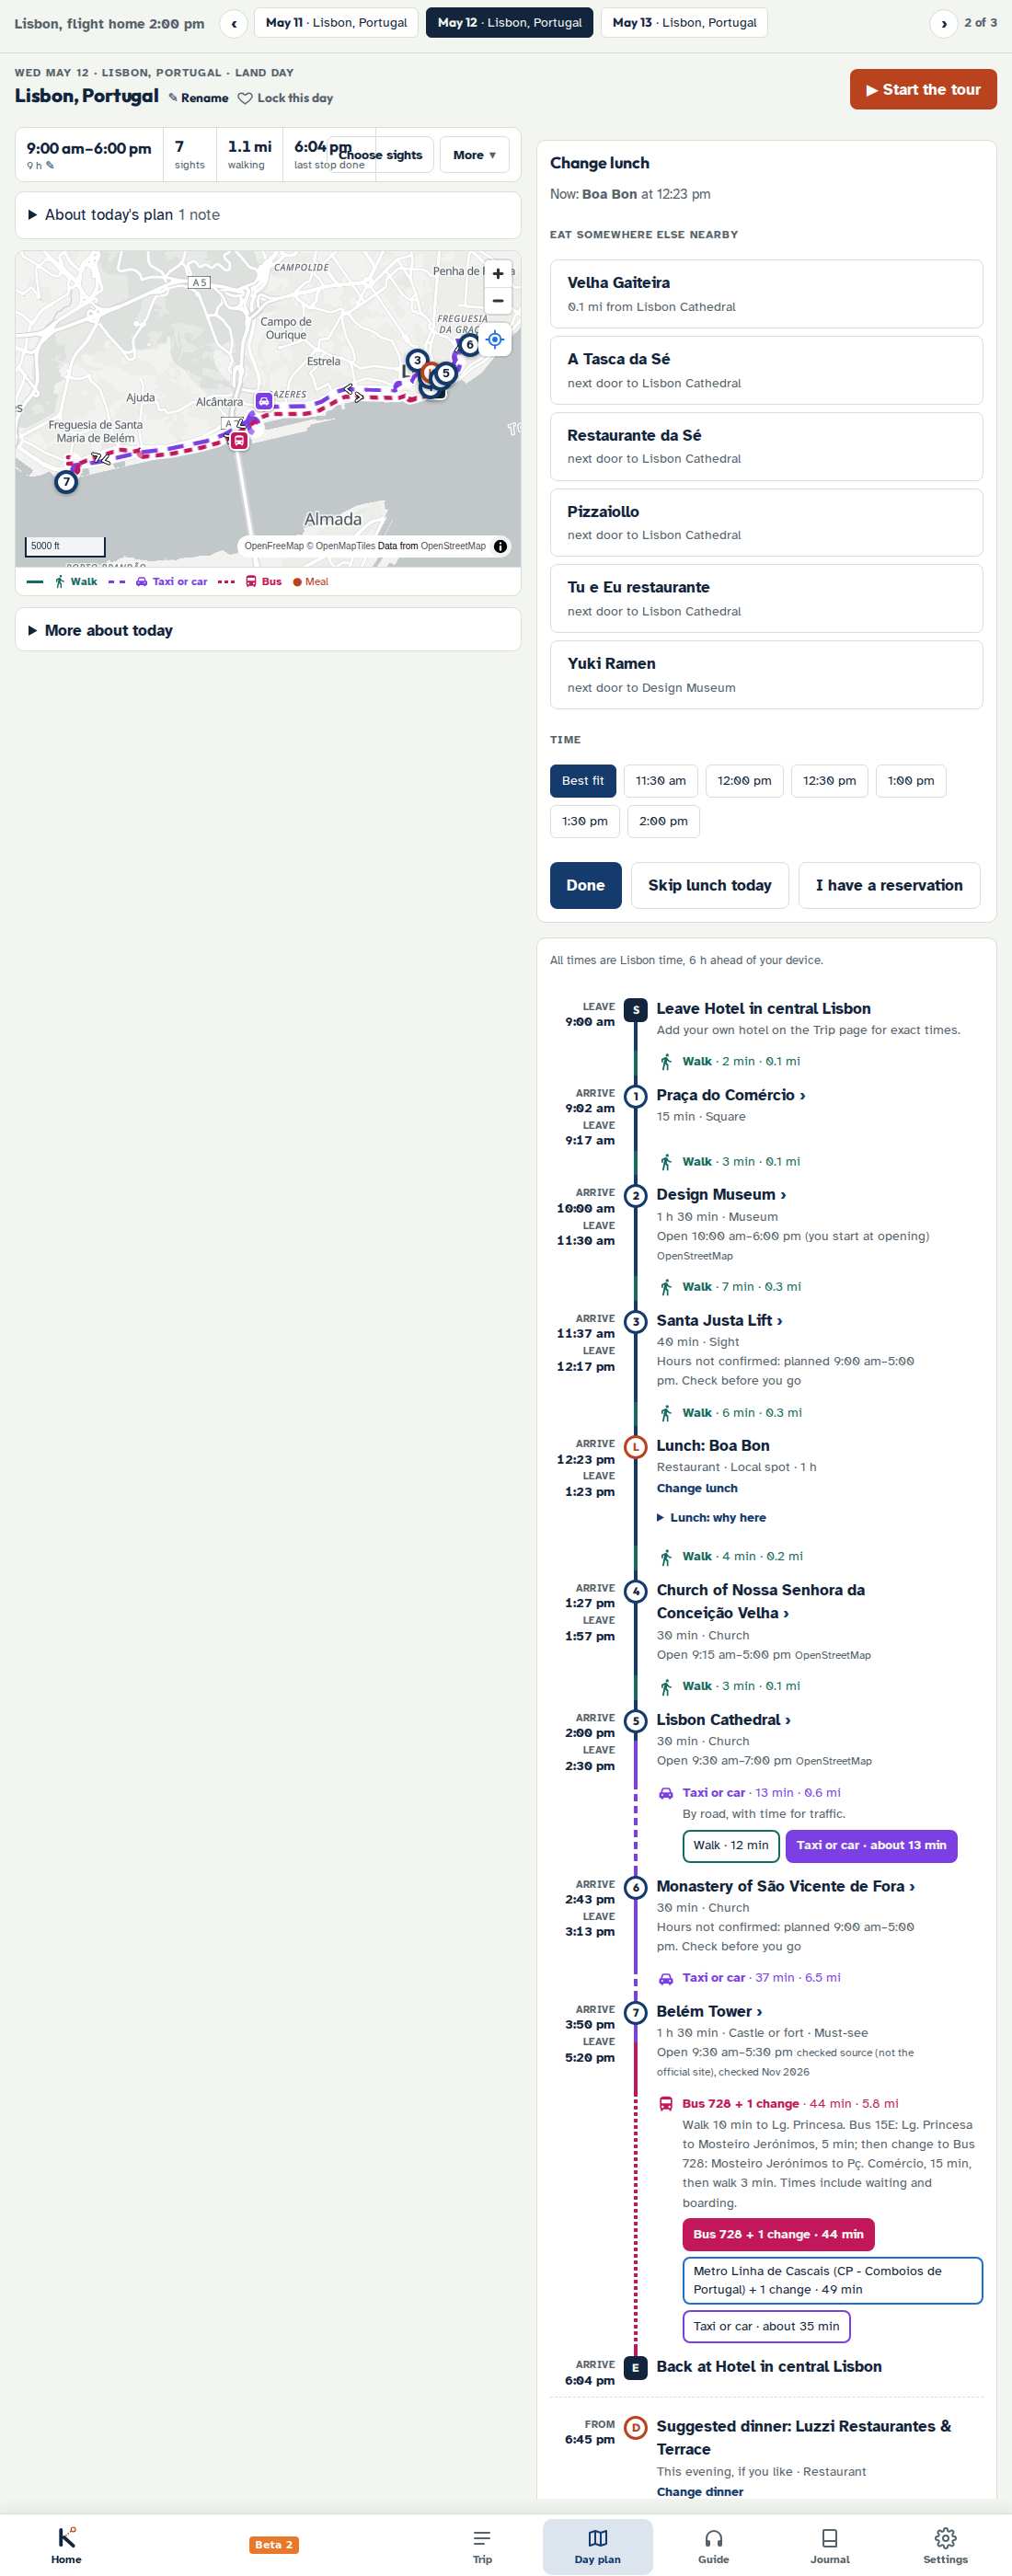 Lisbon, flight home 2:00 pm
‹
May 11 · Lisbon, Portugal
May 12 · Lisbon, Portugal
May 13 · Lisbon, Portugal
›
2 of 3
WED MAY 12 · LISBON, PORTUGAL · LAND DAY
Lisbon, Portugal
✎ Rename
Lock this day
▶ Start the tour
9:00 am–6:00 pm
9 h ✎
7
sights
1.1 mi
walking
6:04 pm
last stop done
Choose sights
More ▾
▶ About today's plan 1 note
CAMPOLIDE
A 5
Penha de
FREGUESIA
Campo de
Ourique
Estrela
Ajuda
Alcântara
Freguesia de Santa
Maria de Belém
3
6
5
7
Almada
+
−
5000 ft
OpenFreeMap © OpenMapTiles Data from OpenStreetMap
Walk
Taxi or car
Bus
Meal
▶ More about today
Change lunch
Now: Boa Bon at 12:23 pm
EAT SOMEWHERE ELSE NEARBY
Velha Gaiteira
0.1 mi from Lisbon Cathedral
A Tasca da Sé
next door to Lisbon Cathedral
Restaurante da Sé
next door to Lisbon Cathedral
Pizzaiollo
next door to Lisbon Cathedral
Tu e Eu restaurante
next door to Lisbon Cathedral
Yuki Ramen
next door to Design Museum
TIME
Best fit
11:30 am
12:00 pm
12:30 pm
1:00 pm
1:30 pm
2:00 pm
Done
Skip lunch today
I have a reservation
All times are Lisbon time, 6 h ahead of your device.
LEAVE
9:00 am
S
Leave Hotel in central Lisbon
Add your own hotel on the Trip page for exact times.
Walk · 2 min · 0.1 mi
ARRIVE
9:02 am
LEAVE
9:17 am
1
Praça do Comércio ›
15 min · Square
Walk · 3 min · 0.1 mi
ARRIVE
10:00 am
LEAVE
11:30 am
2
Design Museum ›
1 h 30 min · Museum
Open 10:00 am–6:00 pm (you start at opening)
OpenStreetMap
Walk · 7 min · 0.3 mi
ARRIVE
11:37 am
LEAVE
12:17 pm
3
Santa Justa Lift ›
40 min · Sight
Hours not confirmed: planned 9:00 am–5:00
pm. Check before you go
Walk · 6 min · 0.3 mi
ARRIVE
12:23 pm
LEAVE
1:23 pm
L
Lunch: Boa Bon
Restaurant · Local spot · 1 h
Change lunch
▶ Lunch: why here
Walk · 4 min · 0.2 mi
ARRIVE
1:27 pm
LEAVE
1:57 pm
4
Church of Nossa Senhora da
Conceição Velha ›
30 min · Church
Open 9:15 am–5:00 pm OpenStreetMap
Walk · 3 min · 0.1 mi
ARRIVE
2:00 pm
LEAVE
2:30 pm
5
Lisbon Cathedral ›
30 min · Church
Open 9:30 am–7:00 pm OpenStreetMap
Taxi or car · 13 min · 0.6 mi
By road, with time for traffic.
Walk · 12 min
Taxi or car · about 13 min
ARRIVE
2:43 pm
LEAVE
3:13 pm
6
Monastery of São Vicente de Fora ›
30 min · Church
Hours not confirmed: planned 9:00 am–5:00
pm. Check before you go
Taxi or car · 37 min · 6.5 mi
ARRIVE
3:50 pm
LEAVE
5:20 pm
7
Belém Tower ›
1 h 30 min · Castle or fort · Must-see
Open 9:30 am–5:30 pm checked source (not the
official site), checked Nov 2026
Bus 728 + 1 change · 44 min · 5.8 mi
Walk 10 min to Lg. Princesa. Bus 15E: Lg. Princesa
to Mosteiro Jerónimos, 5 min; then change to Bus
728: Mosteiro Jerónimos to Pç. Comércio, 15 min,
then walk 3 min. Times include waiting and
boarding.
Bus 728 + 1 change · 44 min
Metro Linha de Cascais (CP - Comboios de
Portugal) + 1 change · 49 min
Taxi or car · about 35 min
ARRIVE
6:04 pm
E
Back at Hotel in central Lisbon
FROM
6:45 pm
D
Suggested dinner: Luzzi Restaurantes &
Terrace
This evening, if you like · Restaurant
Change dinner
Home
Beta 2
Trip
Day plan
Guide
Journal
Settings